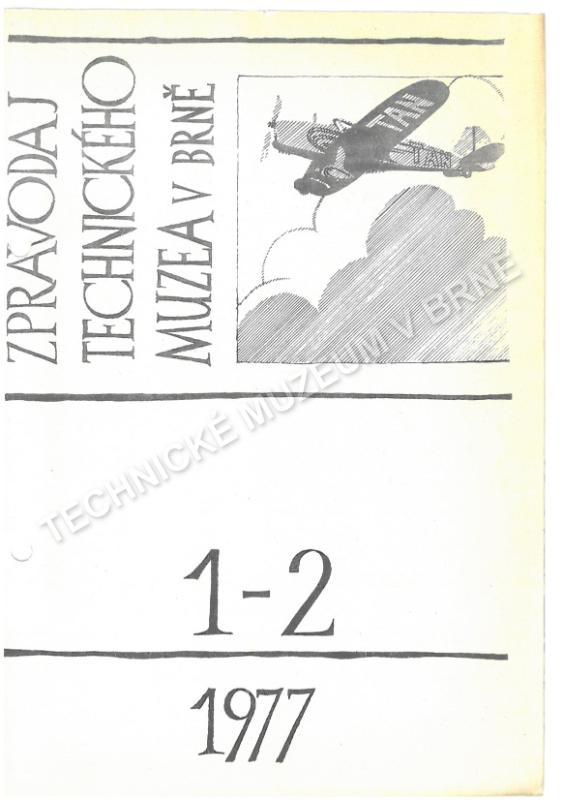 ZPRAVODAJ
TECHNICKÉHO
MUZEA V BRNĚ
TAN
TAN
TECHNICKÉ MUZEUM V BRNĚ
1-2
1977